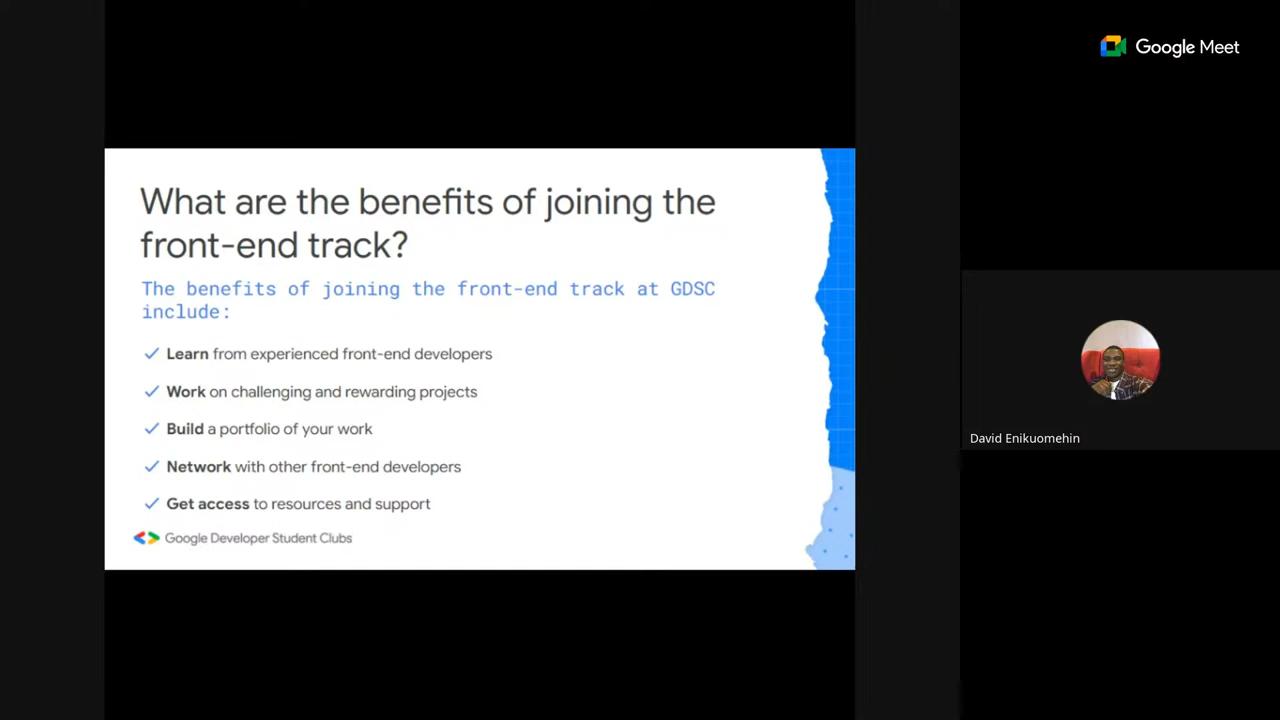 Google Meet
What are the benefits of joining the
front-end track?
The benefits of joining the front-end track at GDSC
include:
Learn from experienced front-end developers
Work on challenging and rewarding projects
Build a portfolio of your work
Network with other front-end developers
Get access to resources and support
Google Developer Student Clubs
David Enikuomehin